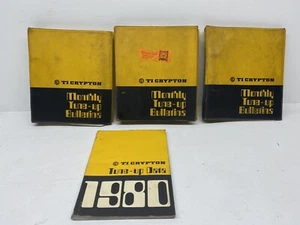 © TI CRYPTON
Monthly
Tune-up
Bulletins
© TI CRYPTON
Monthly
Tune-up
Bulletins
© TI CRYPTON
Monthly
Tune-up
Bulletins
© TI CRYPTON
Tune-up Data
1980